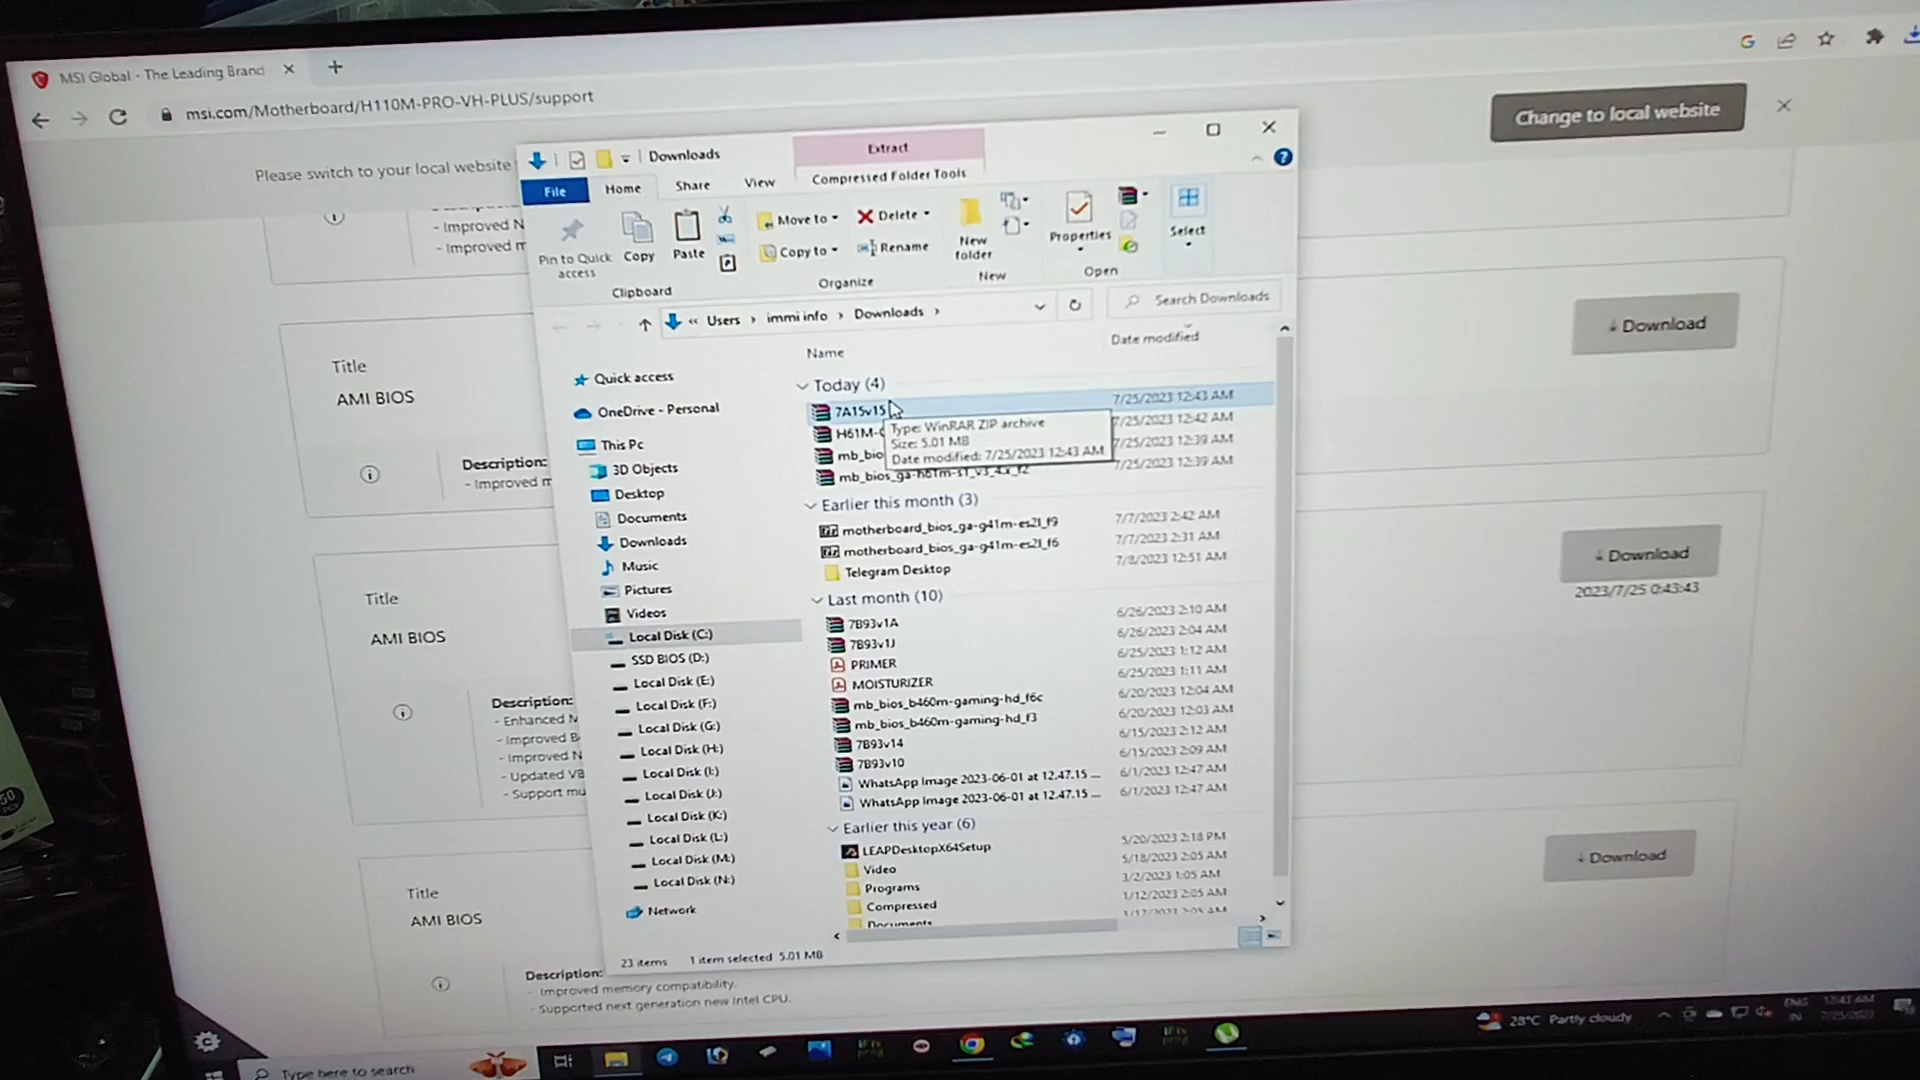 MSI Global - The Leading Brand
msi.com/Motherboard/H110M-PRO-VH-PLUS/support
Please switch to your local website
Change to local website
- Improved N
- Improved m
Title
AMI BIOS
Description:
- Improved m
Download
Title
AMI BIOS
Description:
- Enhanced M
- Improved B
- Improved N
- Updated VB
- Support mu
Download
2023/7/25 0:43:43
Title
AMI BIOS
Description:
- Improved memory compatibility.
- Supported next generation new Intel CPU.
Download
Downloads
Extract
File
Home
Share
View
Compressed Folder Tools
Pin to Quick access
Copy
Paste
Clipboard
Move to
Copy to
Delete
Rename
Organize
New folder
New
Properties
Open
Select
« Users › immi info › Downloads ›
Search Downloads
Name
Date modified
Quick access
OneDrive - Personal
This Pc
3D Objects
Desktop
Documents
Downloads
Music
Pictures
Videos
Local Disk (C:)
SSD BIOS (D:)
Local Disk (E:)
Local Disk (F:)
Local Disk (G:)
Local Disk (H:)
Local Disk (I:)
Local Disk (J:)
Local Disk (K:)
Local Disk (L:)
Local Disk (M:)
Local Disk (N:)
Network
Today (4)
7A15v15 7/25/2023 12:43 AM
H61M- 7/25/2023 12:42 AM
mb_bio 7/25/2023 12:39 AM
mb_bios_ga-h61m-s1_v3_4x_f2 7/25/2023 12:39 AM
Type: WinRAR ZIP archive
Size: 5.01 MB
Date modified: 7/25/2023 12:43 AM
Earlier this month (3)
motherboard_bios_ga-g41m-es2l_f9 7/7/2023 2:42 AM
motherboard_bios_ga-g41m-es2l_f6 7/7/2023 2:31 AM
Telegram Desktop 7/8/2023 12:51 AM
Last month (10)
7B93v1A 6/26/2023 2:10 AM
7B93v1J 6/26/2023 2:04 AM
PRIMER 6/25/2023 1:12 AM
MOISTURIZER 6/25/2023 1:11 AM
mb_bios_b460m-gaming-hd_f6c 6/20/2023 12:04 AM
mb_bios_b460m-gaming-hd_f3 6/20/2023 12:03 AM
7B93v14 6/15/2023 2:12 AM
7B93v10 6/15/2023 2:09 AM
WhatsApp Image 2023-06-01 at 12.47.15 ... 6/1/2023 12:47 AM
WhatsApp Image 2023-06-01 at 12.47.15 ... 6/1/2023 12:47 AM
Earlier this year (6)
LEAPDesktopX64Setup 5/20/2023 2:18 PM
Video 5/18/2023 2:05 AM
Programs 3/2/2023 1:05 AM
Compressed 1/12/2023 2:05 AM
Documents
23 items 1 item selected 5.01 MB
Type here to search
28°C Partly cloudy
ENG
IN
7/25/2023